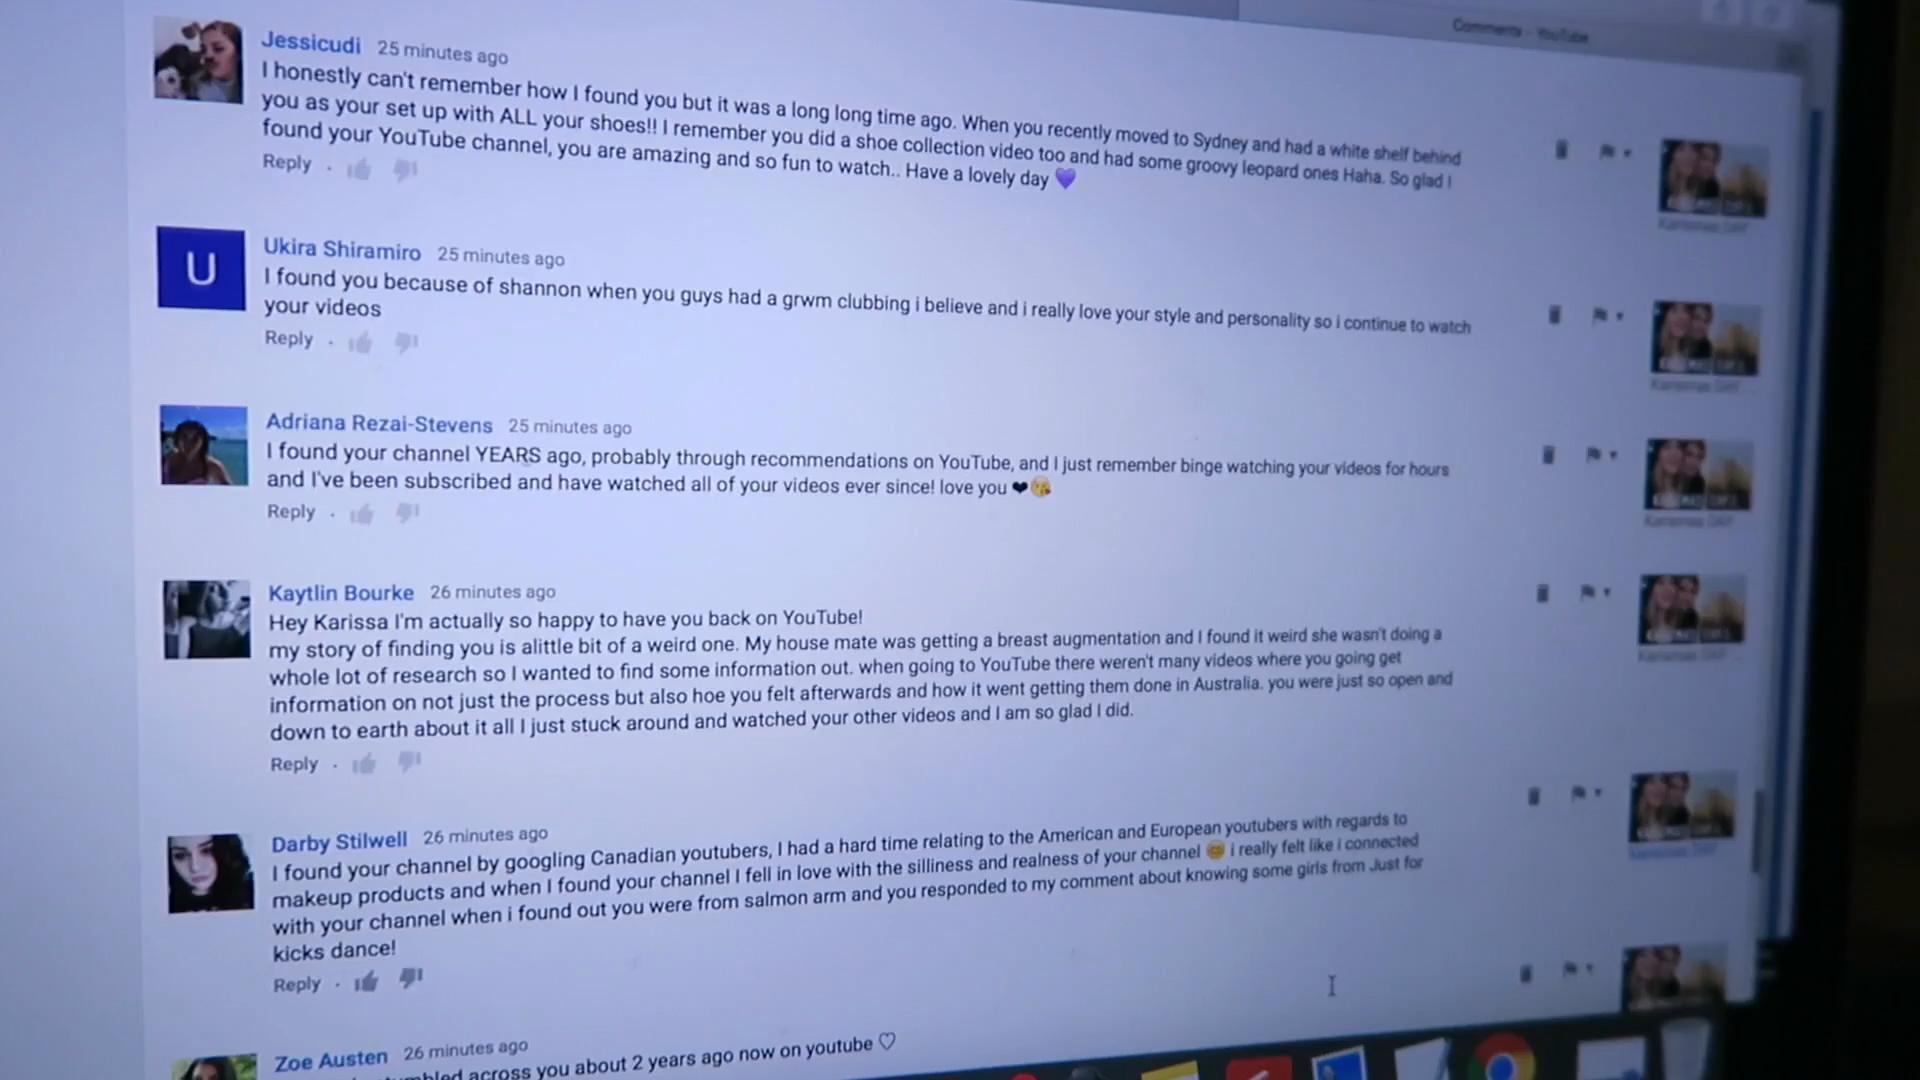 Comments - YouTube
Jessicudi 25 minutes ago
I honestly can't remember how I found you but it was a long long time ago. When you recently moved to Sydney and had a white shelf behind
you as your set up with ALL your shoes!! I remember you did a shoe collection video too and had some groovy leopard ones Haha. So glad I
found your YouTube channel, you are amazing and so fun to watch.. Have a lovely day 💜
Reply
U
Ukira Shiramiro 25 minutes ago
I found you because of shannon when you guys had a grwm clubbing i believe and i really love your style and personality so i continue to watch
your videos
Reply
Adriana Rezai-Stevens 25 minutes ago
I found your channel YEARS ago, probably through recommendations on YouTube, and I just remember binge watching your videos for hours
and I've been subscribed and have watched all of your videos ever since! love you ❤😘
Reply
Kaytlin Bourke 26 minutes ago
Hey Karissa I'm actually so happy to have you back on YouTube!
my story of finding you is alittle bit of a weird one. My house mate was getting a breast augmentation and I found it weird she wasn't doing a
whole lot of research so I wanted to find some information out. when going to YouTube there weren't many videos where you going get
information on not just the process but also hoe you felt afterwards and how it went getting them done in Australia. you were just so open and
down to earth about it all I just stuck around and watched your other videos and I am so glad I did.
Reply
Darby Stilwell 26 minutes ago
I found your channel by googling Canadian youtubers, I had a hard time relating to the American and European youtubers with regards to
makeup products and when I found your channel I fell in love with the silliness and realness of your channel 😊 i really felt like i connected
with your channel when i found out you were from salmon arm and you responded to my comment about knowing some girls from Just for
kicks dance!
Reply
Zoe Austen 26 minutes ago
across you about 2 years ago now on youtube ♡